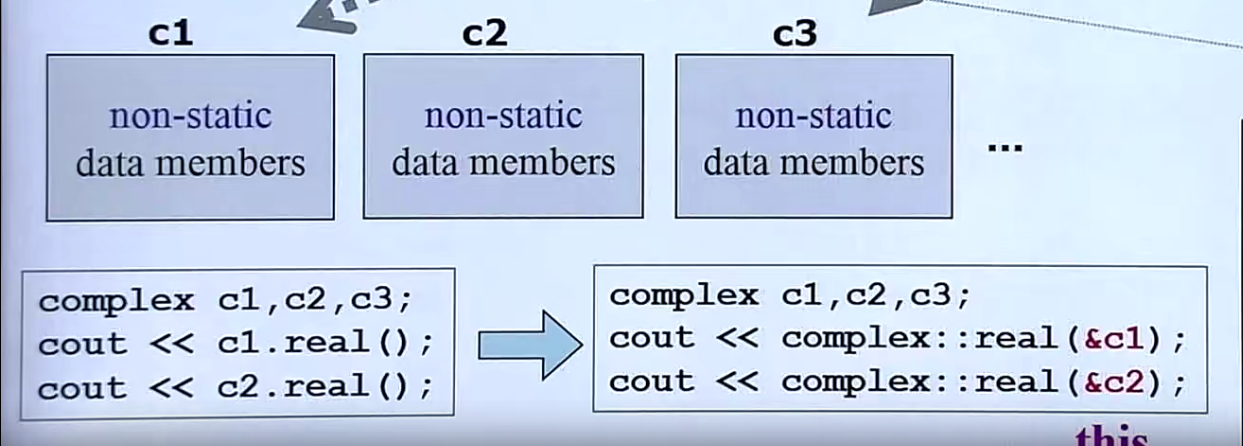 c1 c2 c3
non-static non-static non-static
data members data members data members
...
complex c1,c2,c3;
cout << c1.real();
cout << c2.real();
complex c1,c2,c3;
cout << complex::real(&c1);
cout << complex::real(&c2);
this